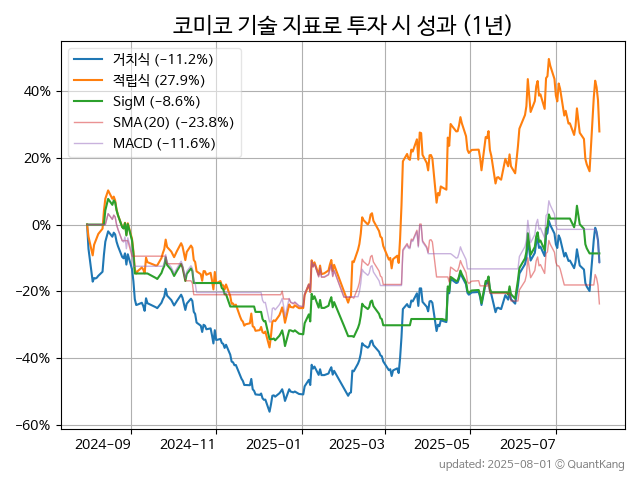 코미코 기술 지표로 투자 시 성과 (1년)
거치식 (−11.2%)
적립식 (27.9%)
SigM (−8.6%)
SMA(20) (−23.8%)
MACD (−11.6%)
40%
20%
0%
−20%
−40%
−60%
2024-09 2024-11 2025-01 2025-03 2025-05 2025-07
updated: 2025-08-01 © QuantKang